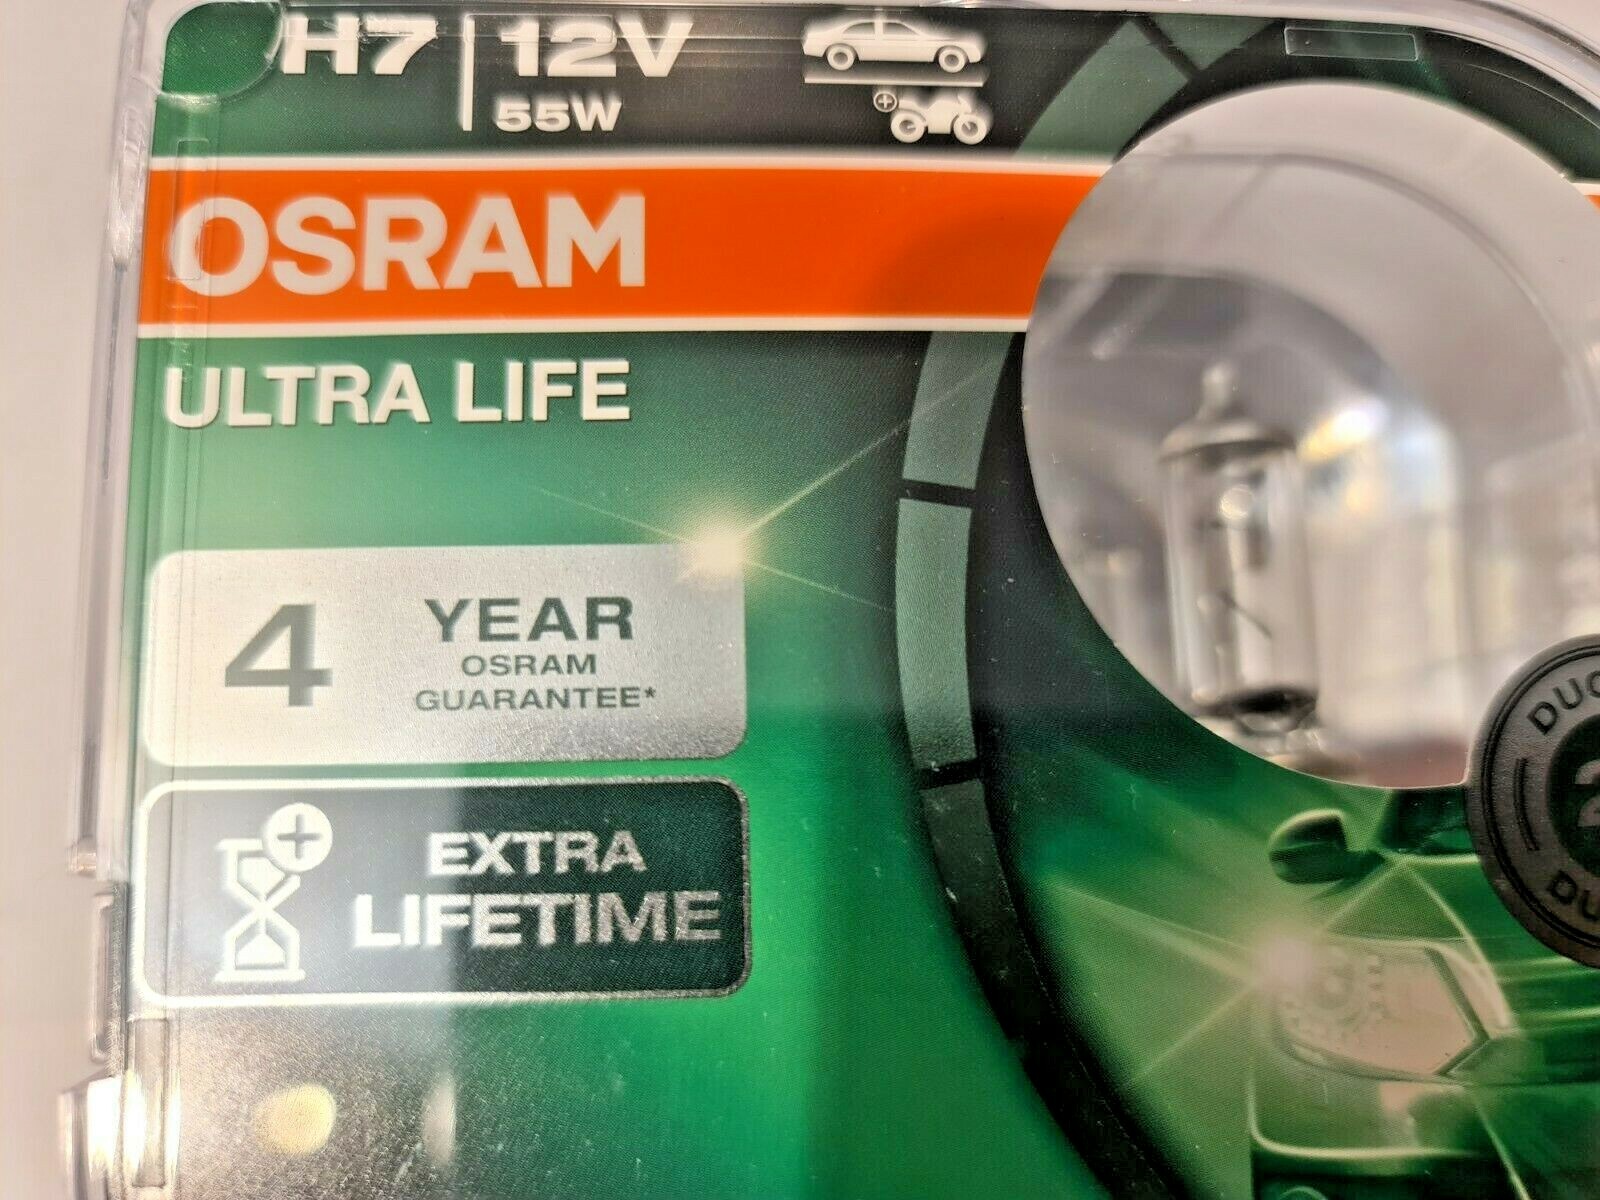 H7 12V
55W
OSRAM
ULTRA LIFE
4 YEAR
OSRAM
GUARANTEE*
EXTRA
LIFETIME